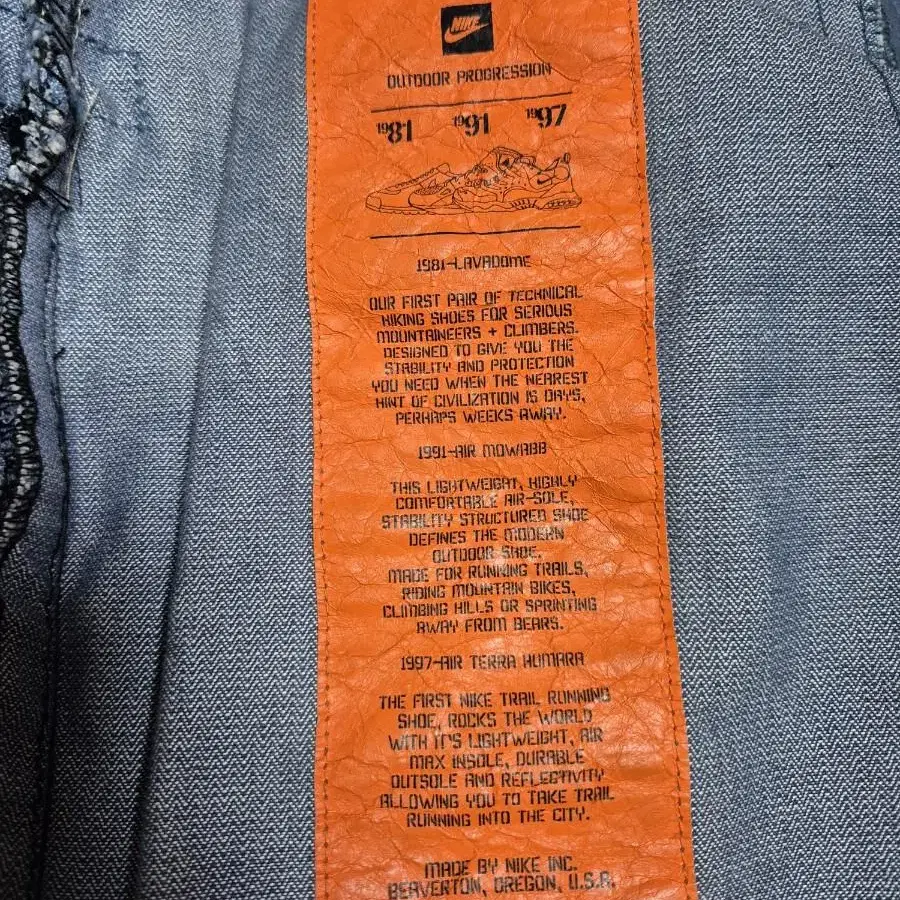 NIKE
OUTDOOR PROGRESSION
1981 1991 1997
1981-LAVADOME
OUR FIRST PAIR OF TECHNICAL
HIKING SHOES FOR SERIOUS
MOUNTAINEERS + CLIMBERS.
DESIGNED TO GIVE YOU THE
STABILITY AND PROTECTION
YOU NEED WHEN THE NEAREST
HINT OF CIVILIZATION IS DAYS,
PERHAPS WEEKS AWAY.
1991-AIR MOWABB
THIS LIGHTWEIGHT, HIGHLY
COMFORTABLE AIR-SOLE,
STABILITY STRUCTURED SHOE
DEFINES THE MODERN
OUTDOOR SHOE.
MADE FOR RUNNING TRAILS,
RIDING MOUNTAIN BIKES,
CLIMBING HILLS OR SPRINTING
AWAY FROM BEARS.
1997-AIR TERRA HUMARA
THE FIRST NIKE TRAIL RUNNING
SHOE, ROCKS THE WORLD
WITH IT'S LIGHTWEIGHT, AIR
MAX INSOLE, DURABLE
OUTSOLE AND REFLECTIVITY
ALLOWING YOU TO TAKE TRAIL
RUNNING INTO THE CITY.
MADE BY NIKE INC.
BEAVERTON, OREGON, U.S.A.